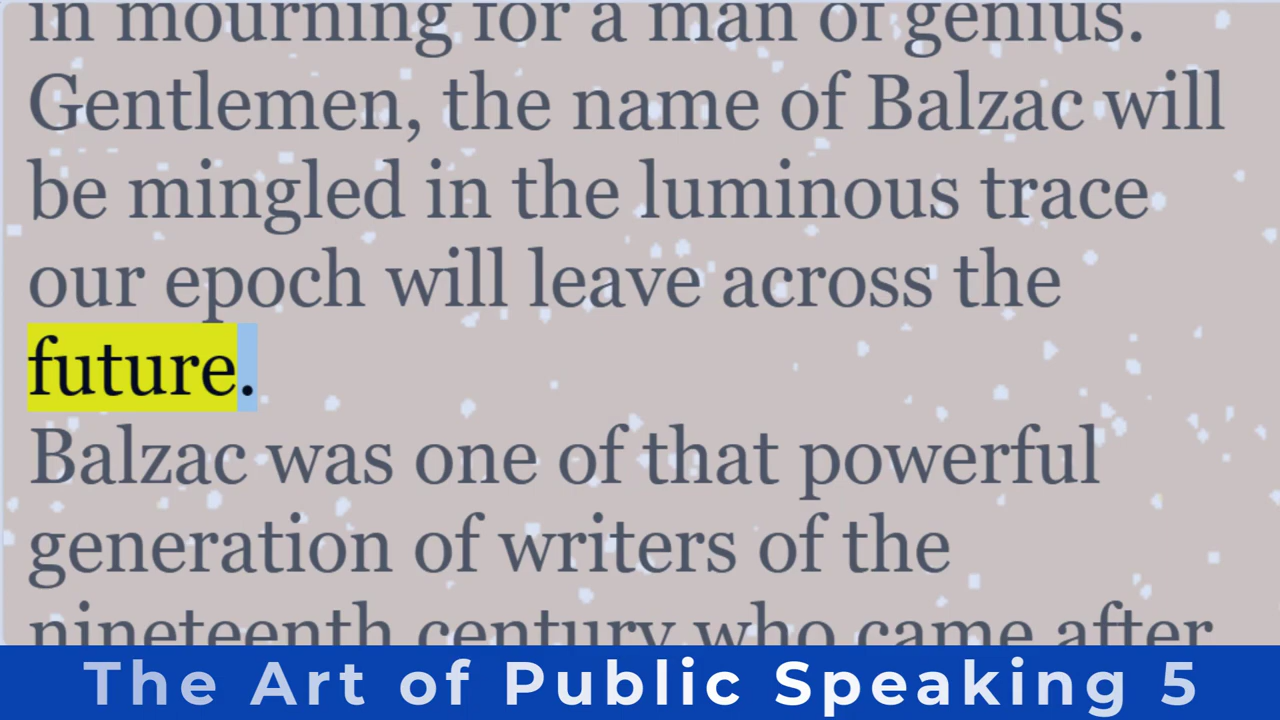 in mourning for a man of genius.
Gentlemen, the name of Balzac will
be mingled in the luminous trace
our epoch will leave across the
future.
Balzac was one of that powerful
generation of writers of the
nineteenth century who came after
The Art of Public Speaking 5